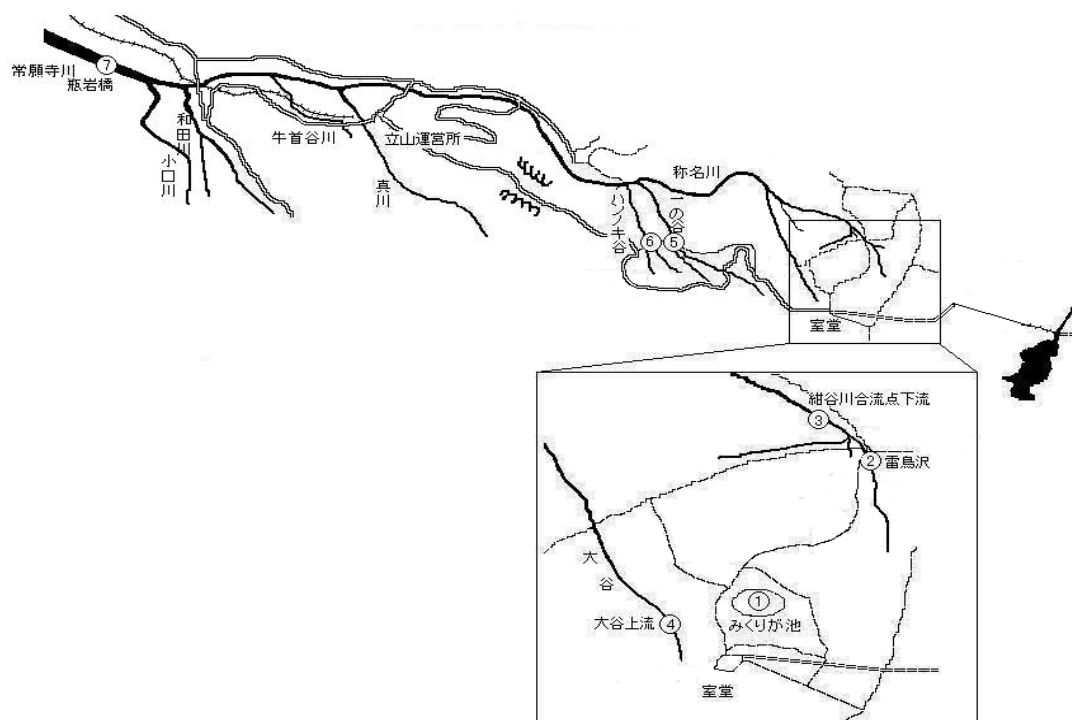 常願寺川
⑦
瓶岩橋
和田川
小口川
牛首谷川
立山運営所
真川
称名川
ハンノキ谷
一の谷
⑥
⑤
室堂
紺谷川合流点下流
③
②
雷鳥沢
大谷
①
みくりが池
大谷上流
④
室堂